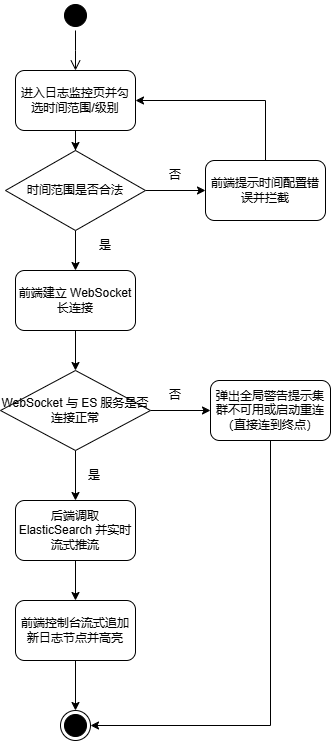 进入日志监控页并勾
选时间范围/级别
时间范围是否合法
否
前端提示时间配置错
误并拦截
是
前端建立 WebSocket
长连接
WebSocket 与 ES 服务是否
连接正常
否
弹出全局警告提示集
群不可用或启动重连
（直接连到终点）
是
后端调取
ElasticSearch 并实时
流式推流
前端控制台流式追加
新日志节点并高亮